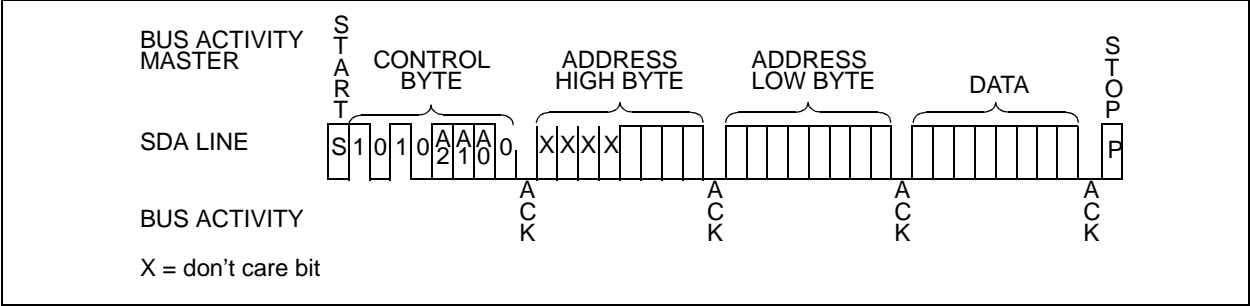 BUS ACTIVITY
MASTER
START
CONTROL
BYTE
ADDRESS
HIGH BYTE
ADDRESS
LOW BYTE
DATA
STOP
SDA LINE
S 1 0 1 0 A2 A1 A0 0 X X X X P
BUS ACTIVITY
ACK
ACK
ACK
ACK
X = don't care bit